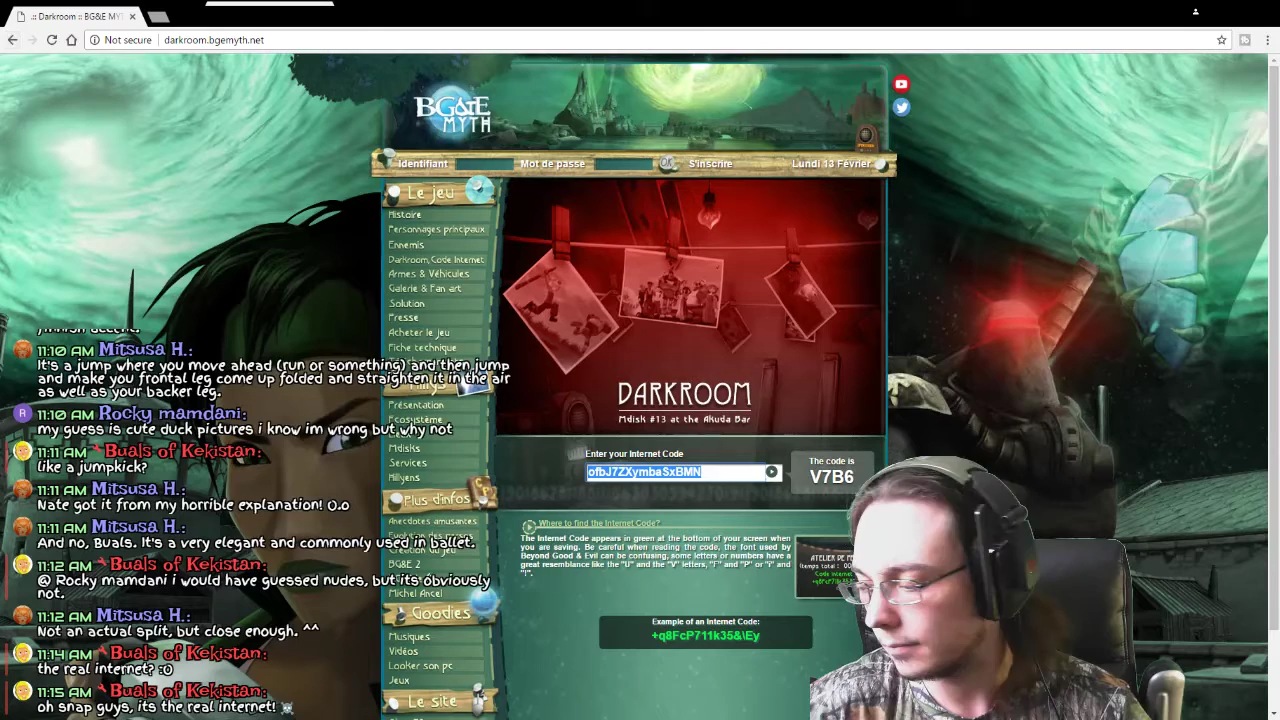 .:: Darkroom :: BG&E MY
Not secure
darkroom.bgemyth.net
BG&E
MYTH
Identifiant
Mot de passe
OK
S'inscrire
Lundi 13 Février
Le jeu
Histoire
Personnages principaux
Ennemis
Darkroom, Code Internet
Armes & Véhicules
Galerie & Fan art
Solution
Presse
Acheter le jeu
Fiche technique
Présentation
Ecosystème
Mdisks
Services
Hillyens
Plus d'infos
Anecdotes amusantes
Création du jeu
BG&E 2
Michel Ancel
Goodies
Musiques
Vidéos
Looker son pc
Jeux
Le site
DARKROOM
Mdisk #13 at the Akuda Bar
Enter your Internet Code
ofbJ7ZXymbaSxBMN
The code is
V7B6
Where to find the Internet Code?
The Internet Code appears in green at the bottom of your screen when
you are saving. Be careful when reading the code, the font used by
Beyond Good & Evil can be confusing, some letters or numbers have a
great resemblance like the "U" and the "V" letters, "F" and "P" or "i" and
Example of an Internet Code:
+q8FcP711k35&\Ey
11:10 AM Mitsusa H.:
It's a jump where you move ahead (run or something) and then jump
and make you frontal leg come up folded and straighten it in the air
as well as your backer leg.
11:10 AM Rocky mamdani:
my guess is cute duck pictures i know im wrong but why not
11:11 AM Buals of Kekistan:
like a jumpkick?
11:11 AM Mitsusa H.:
Nate got it from my horrible explanation! O.o
11:11 AM Mitsusa H.:
And no, Buals. It's a very elegant and commonly used in ballet.
11:12 AM Buals of Kekistan:
@ Rocky mamdani i would have guessed nudes, but its obviously
not.
11:12 AM Mitsusa H.:
Not an actual split, but close enough. ^^
11:14 AM Buals of Kekistan:
the real internet? :O
11:15 AM Buals of Kekistan:
oh snap guys, its the real internet!